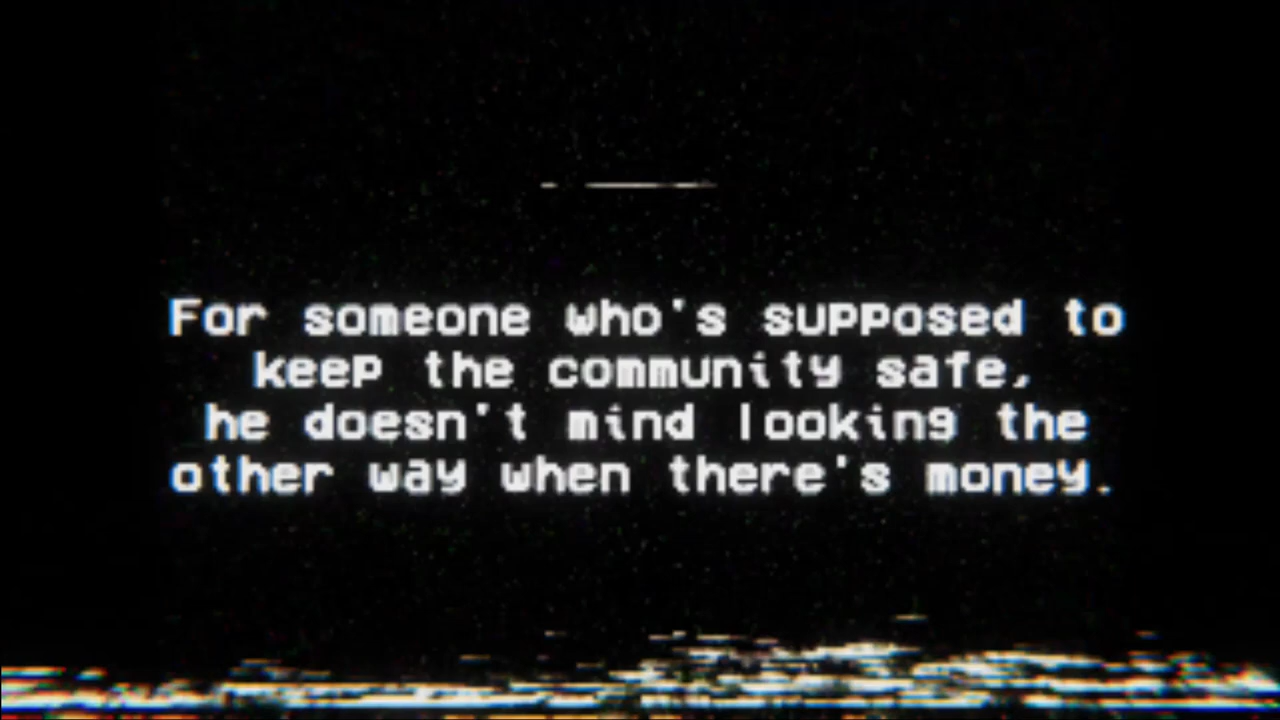 For someone who's supposed to
keep the community safe,
he doesn't mind looking the
other way when there's money.